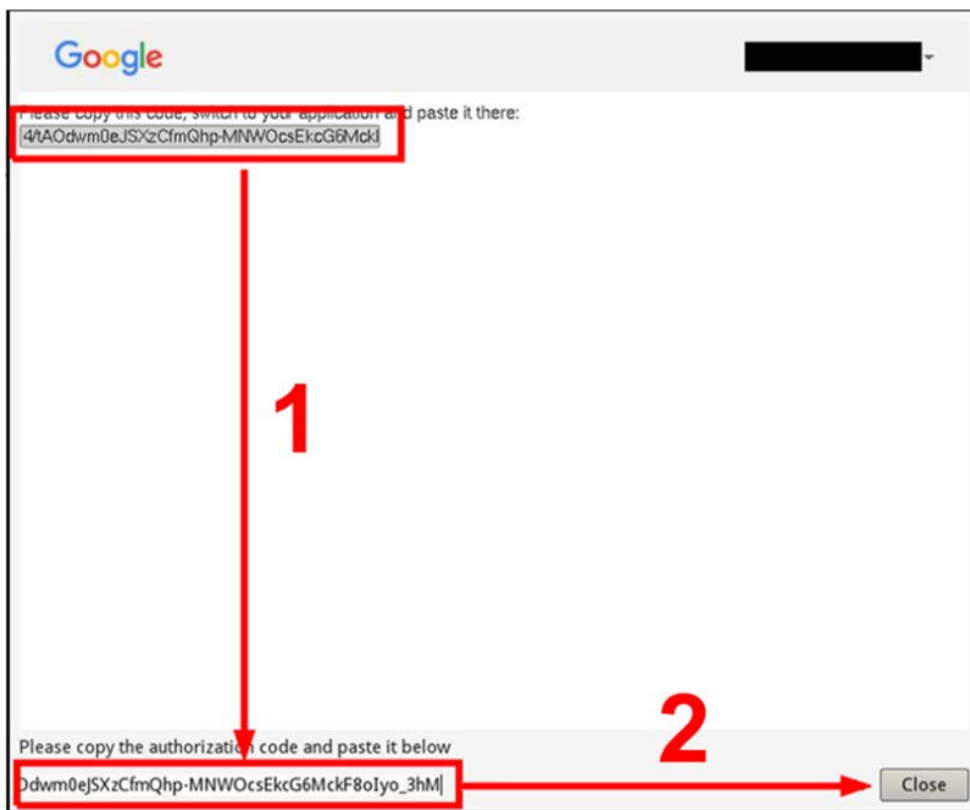 Google
Please copy this code, switch to your application and paste it there:
4/tAOdwm0eJSXzCfmQhp-MNWOcsEkcG6Mckl
1
2
Please copy the authorization code and paste it below
Odwm0eJSXzCfmQhp-MNWOcsEkcG6MckF8oIyo_3hM
Close